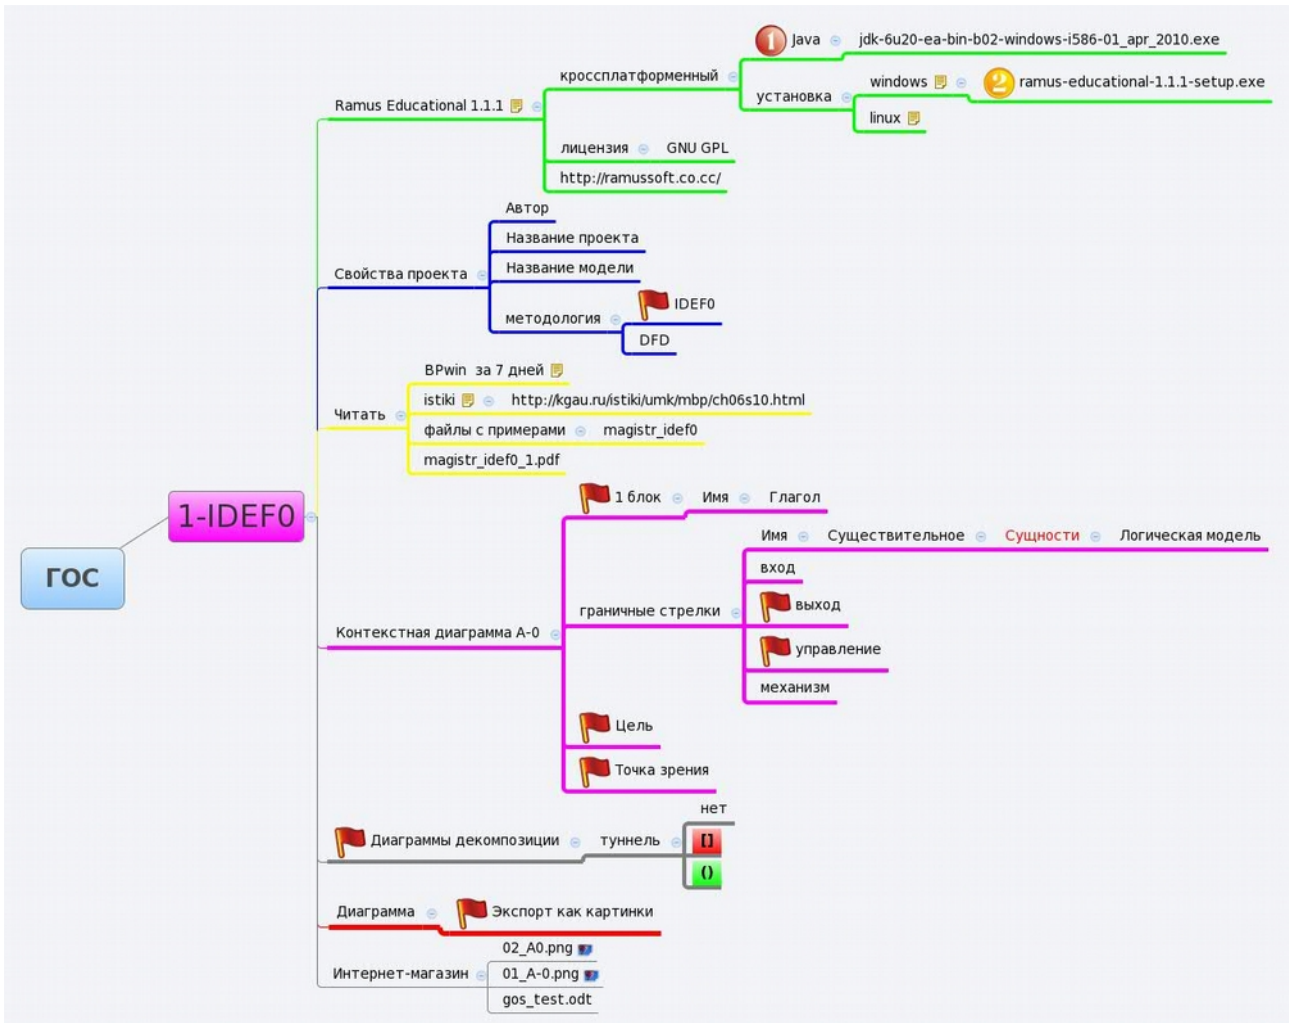 ГОС
1-IDEF0
Ramus Educational 1.1.1
кроссплатформенный
1 Java
jdk-6u20-ea-bin-b02-windows-i586-01_apr_2010.exe
установка
windows
2 ramus-educational-1.1.1-setup.exe
linux
лицензия
GNU GPL
http://ramussoft.co.cc/
Свойства проекта
Автор
Название проекта
Название модели
методология
IDEF0
DFD
Читать
BPwin за 7 дней
istiki
http://kgau.ru/istiki/umk/mbp/ch06s10.html
файлы с примерами
magistr_idef0
magistr_idef0_1.pdf
Контекстная диаграмма A-0
1 блок
Имя
Глагол
граничные стрелки
Имя
Существительное
Сущности
Логическая модель
вход
выход
управление
механизм
Цель
Точка зрения
Диаграммы декомпозиции
туннель
нет
[]
()
Диаграмма
Экспорт как картинки
Интернет-магазин
02_A0.png
01_A-0.png
gos_test.odt